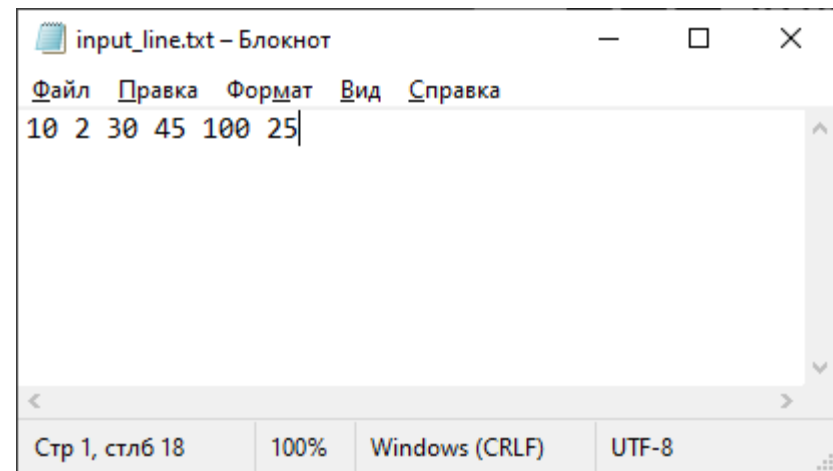 input_line.txt – Блокнот
Файл Правка Формат Вид Справка
10 2 30 45 100 25
Стр 1, стлб 18 100% Windows (CRLF) UTF-8